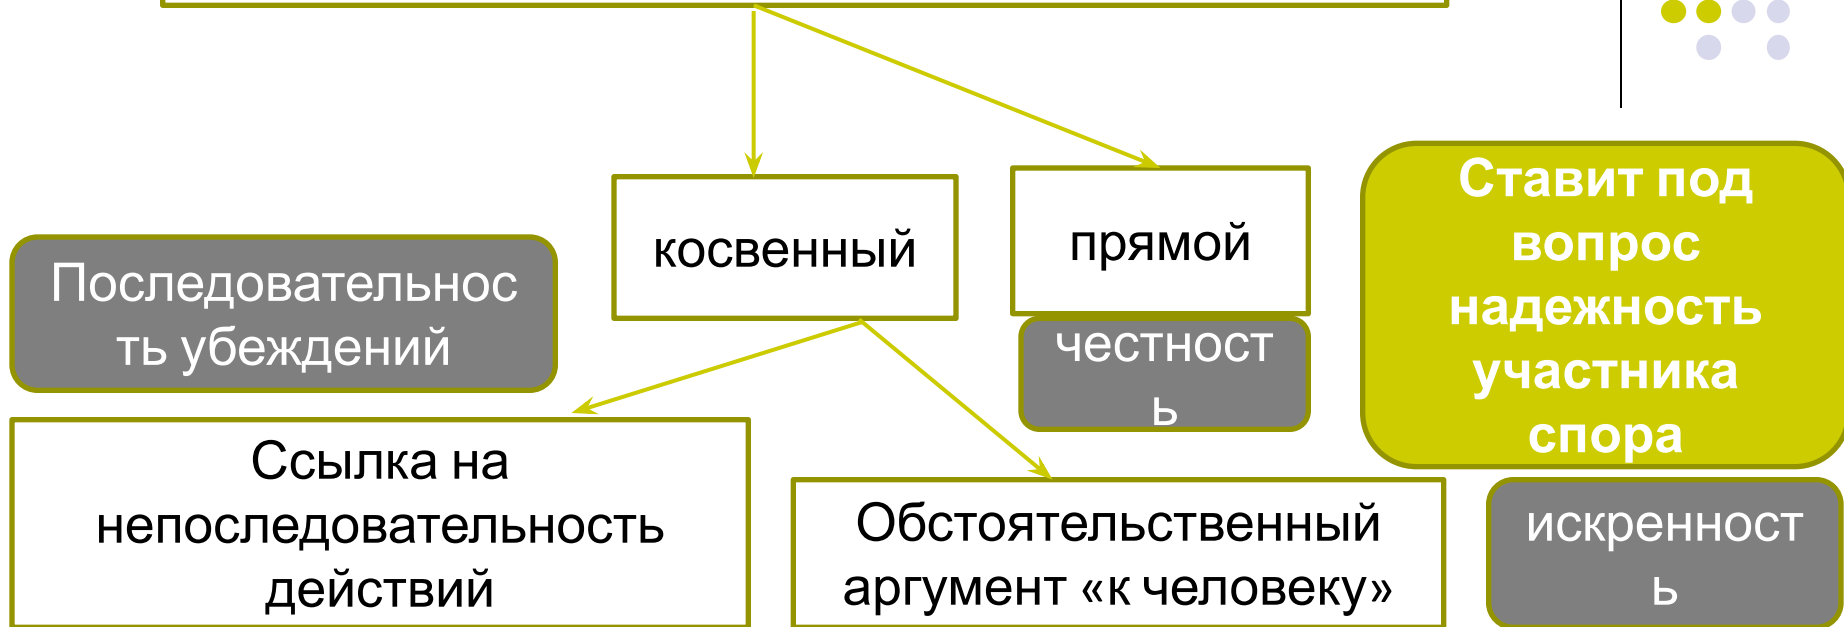 косвенный
прямой
Ставит под
вопрос
надежность
участника
спора
Последовательнос
ть убеждений
честност
ь
Ссылка на
непоследовательность
действий
Обстоятельственный
аргумент «к человеку»
искренност
ь